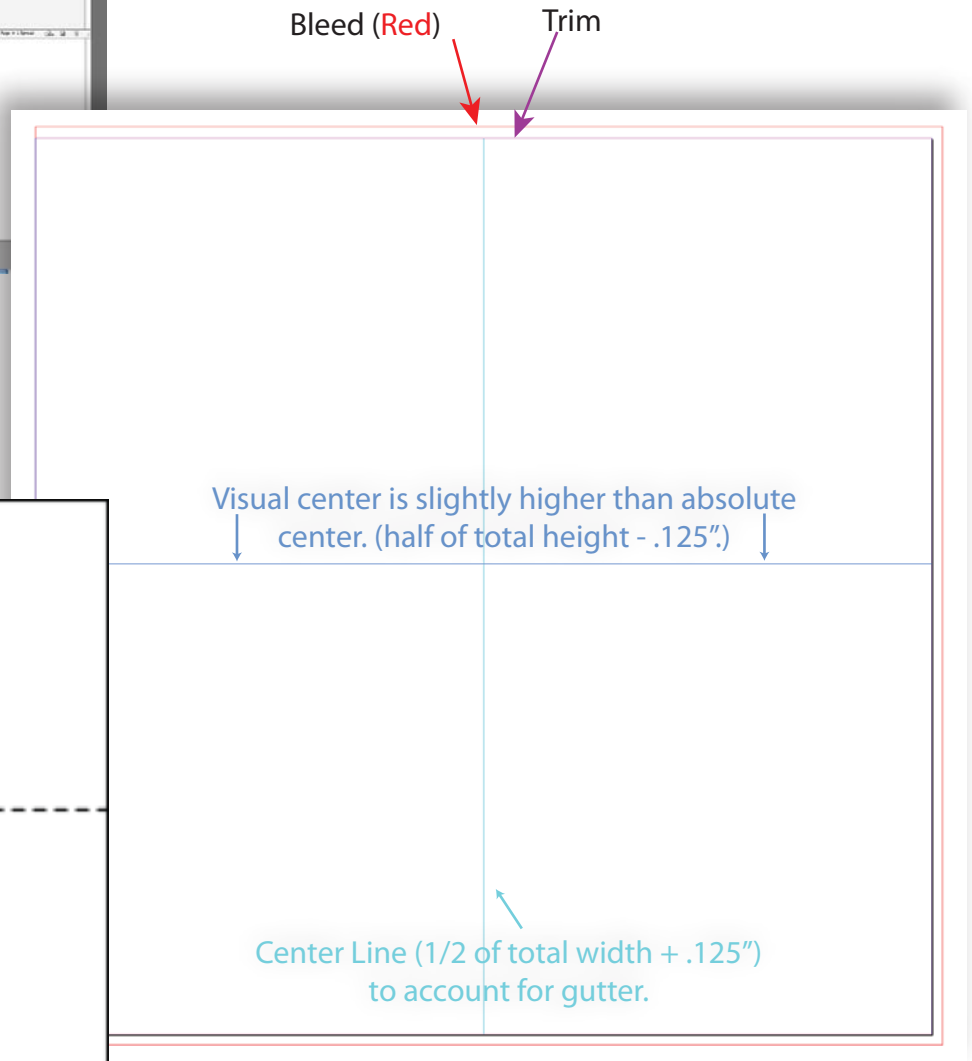 Bleed (Red)
Trim
Visual center is slightly higher than absolute
center. (half of total height - .125”.)
Center Line (1/2 of total width + .125”)
to account for gutter.